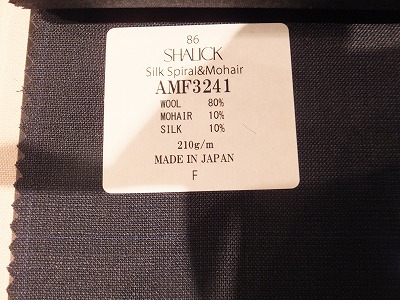 86
SHALICK
Silk Spiral&Mohair
AMF3241
WOOL 80%
MOHAIR 10%
SILK 10%
210g/m
MADE IN JAPAN
F